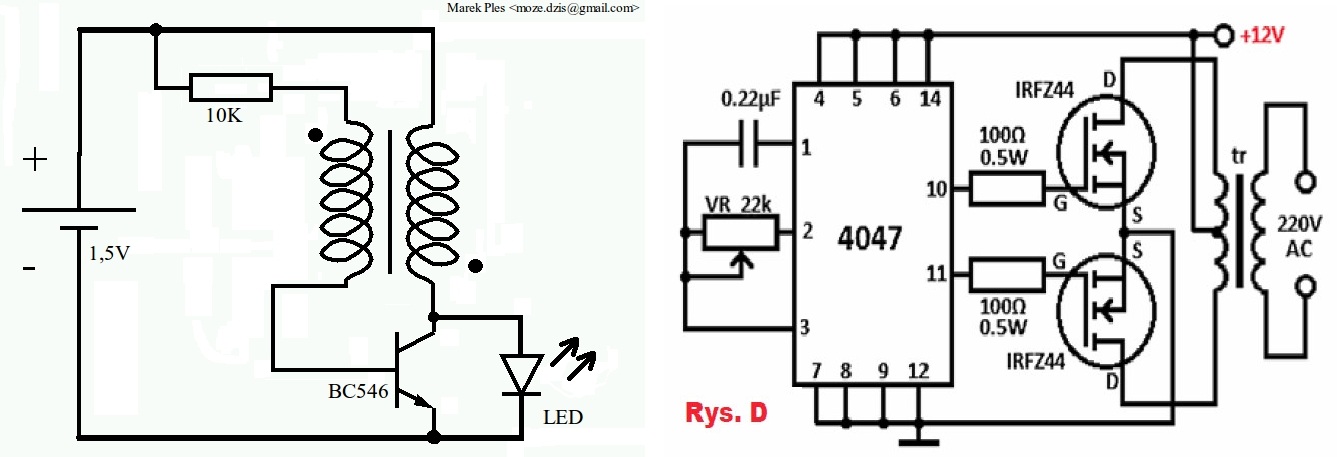 Marek Ples <moze.dzis@gmail.com>
10K
+
1,5V
-
BC546
LED
+12V
4 5 6 14
IRFZ44
D
0.22µF
1
100Ω
0.5W
tr
10
G
VR 22k
S
2
4047
220V
AC
S
G
11
100Ω
0.5W
3
IRFZ44
7 8 9 12
D
Rys. D